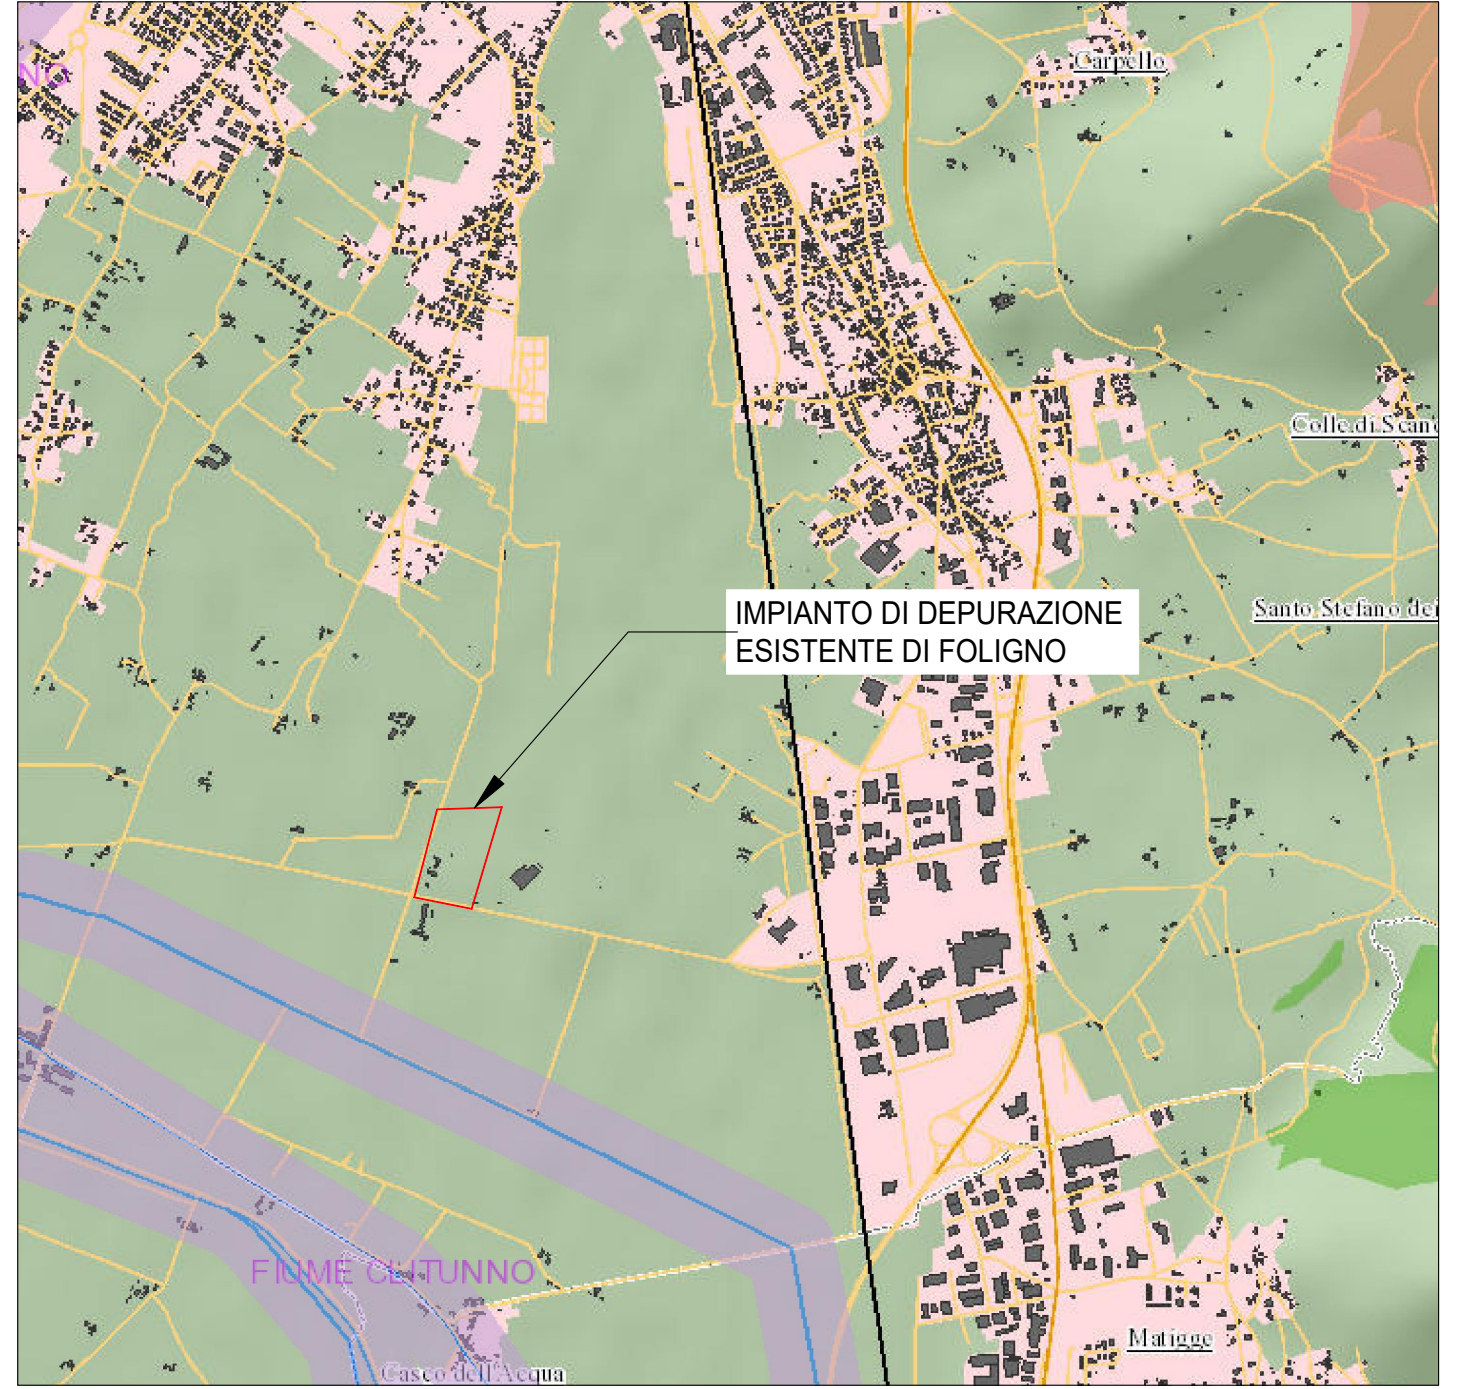 Carpello
NO
Colle di Scan
Santo Stefano dei
IMPIANTO DI DEPURAZIONE
ESISTENTE DI FOLIGNO
FIUME CLITUNNO
Matigge
Casco dell'Acqua